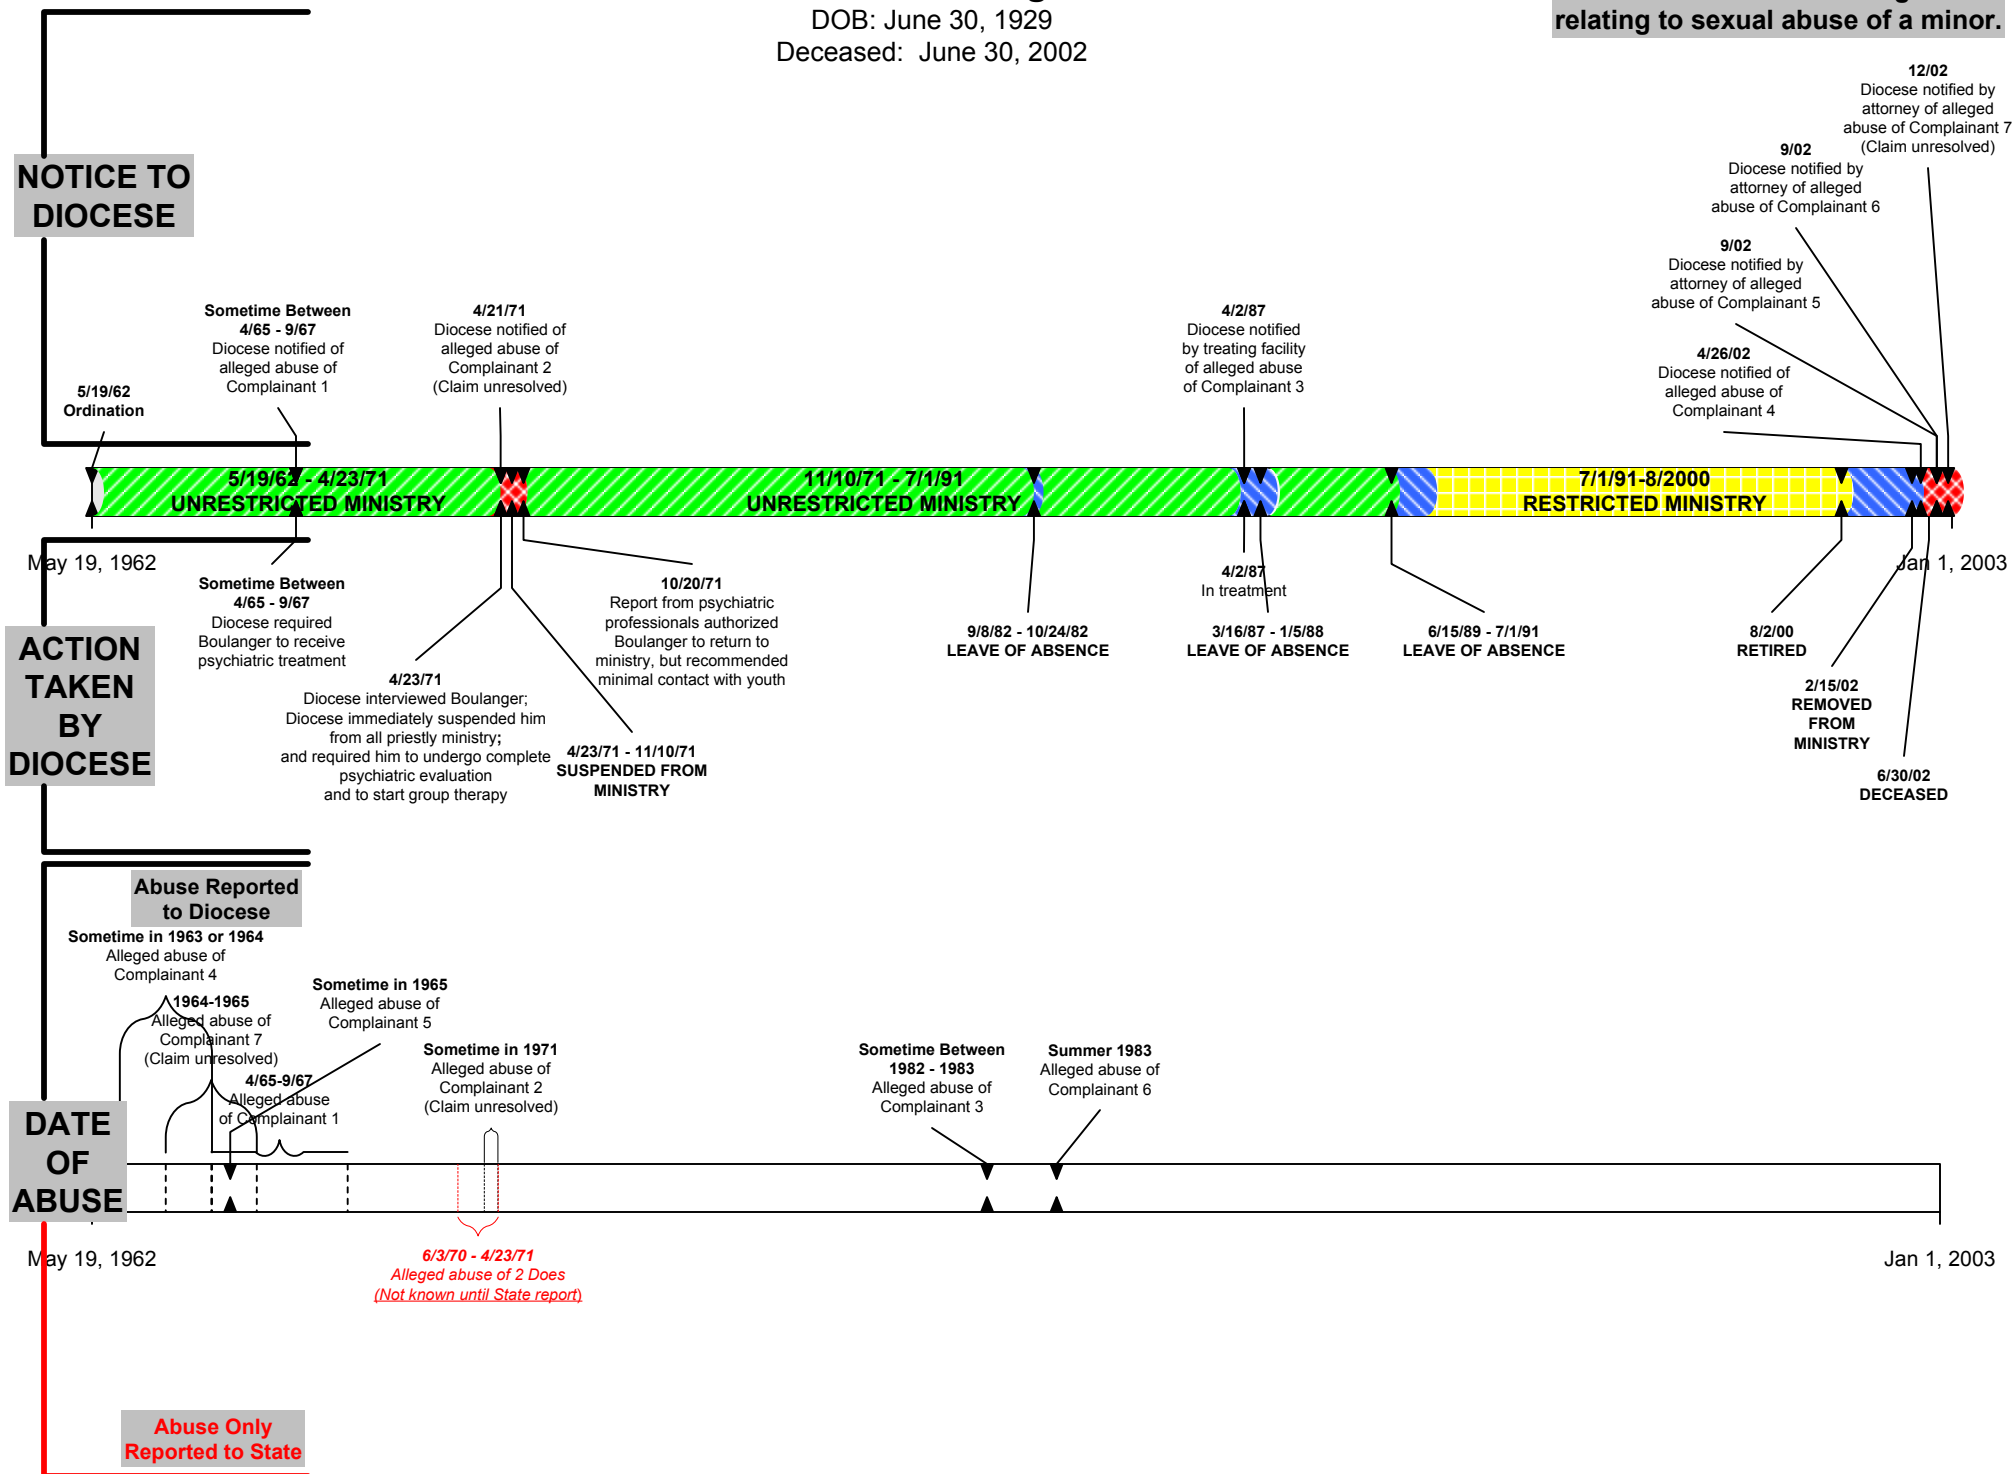 DOB: June 30, 1929
Deceased: June 30, 2002
relating to sexual abuse of a minor.
NOTICE TO
DIOCESE
5/19/62
Ordination
Sometime Between
4/65 - 9/67
Diocese notified of
alleged abuse of
Complainant 1
4/21/71
Diocese notified of
alleged abuse of
Complainant 2
(Claim unresolved)
4/2/87
Diocese notified
by treating facility
of alleged abuse
of Complainant 3
4/26/02
Diocese notified of
alleged abuse of
Complainant 4
9/02
Diocese notified by
attorney of alleged
abuse of Complainant 5
9/02
Diocese notified by
attorney of alleged
abuse of Complainant 6
12/02
Diocese notified by
attorney of alleged
abuse of Complainant 7
(Claim unresolved)
5/19/62 - 4/23/71
UNRESTRICTED MINISTRY
11/10/71 - 7/1/91
UNRESTRICTED MINISTRY
7/1/91-8/2000
RESTRICTED MINISTRY
May 19, 1962
Jan 1, 2003
ACTION
TAKEN
BY
DIOCESE
Sometime Between
4/65 - 9/67
Diocese required
Boulanger to receive
psychiatric treatment
4/23/71
Diocese interviewed Boulanger;
Diocese immediately suspended him
from all priestly ministry;
and required him to undergo complete
psychiatric evaluation
and to start group therapy
4/23/71 - 11/10/71
SUSPENDED FROM
MINISTRY
10/20/71
Report from psychiatric
professionals authorized
Boulanger to return to
ministry, but recommended
minimal contact with youth
9/8/82 - 10/24/82
LEAVE OF ABSENCE
4/2/87
In treatment
3/16/87 - 1/5/88
LEAVE OF ABSENCE
6/15/89 - 7/1/91
LEAVE OF ABSENCE
8/2/00
RETIRED
2/15/02
REMOVED
FROM
MINISTRY
6/30/02
DECEASED
Abuse Reported
to Diocese
DATE
OF
ABUSE
Sometime in 1963 or 1964
Alleged abuse of
Complainant 4
1964-1965
Alleged abuse of
Complainant 7
(Claim unresolved)
4/65-9/67
Alleged abuse
of Complainant 1
Sometime in 1965
Alleged abuse of
Complainant 5
Sometime in 1971
Alleged abuse of
Complainant 2
(Claim unresolved)
Sometime Between
1982 - 1983
Alleged abuse of
Complainant 3
Summer 1983
Alleged abuse of
Complainant 6
May 19, 1962
Jan 1, 2003
6/3/70 - 4/23/71
Alleged abuse of 2 Does
(Not known until State report)
Abuse Only
Reported to State